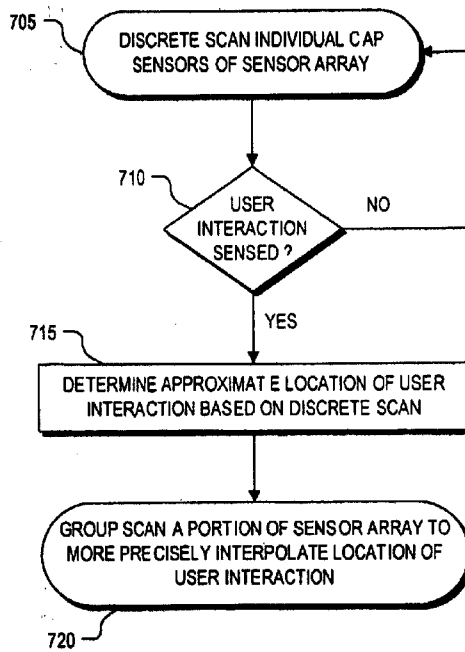 705
DISCRETE SCAN INDIVIDUAL CAP
SENSORS OF SENSOR ARRAY
710
USER
INTERACTION
SENSED ?
NO
YES
715
DETERMINE APPROXIMAT E LOCATION OF USER
INTERACTION BASED ON DISCRETE SCAN
GROUP SCAN A PORTION OF SENSOR ARRAY TO
MORE PRECISELY INTERPOLATE LOCATION OF
USER INTERACTION
720